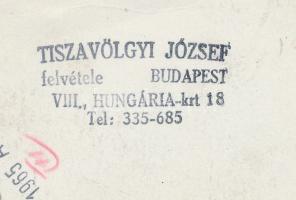 TISZAVÖLGYI JÓZSEF
felvétele BUDAPEST
VIII., HUNGÁRIA-krt 18
Tel: 335-685
1965 Á